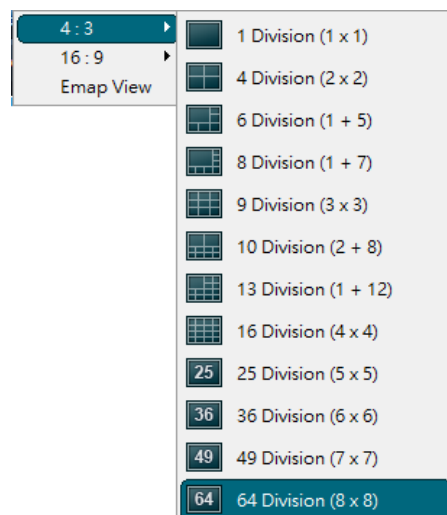 4 : 3
16 : 9
Emap View
1 Division (1 x 1)
4 Division (2 x 2)
6 Division (1 + 5)
8 Division (1 + 7)
9 Division (3 x 3)
10 Division (2 + 8)
13 Division (1 + 12)
16 Division (4 x 4)
25 25 Division (5 x 5)
36 36 Division (6 x 6)
49 49 Division (7 x 7)
64 64 Division (8 x 8)